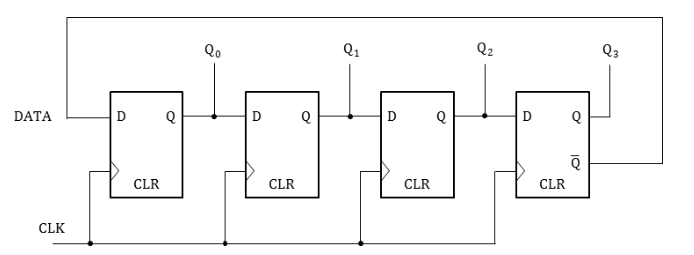 Q₀ Q₁ Q₂ Q₃
DATA D Q D Q D Q D Q
Q̅
CLR CLR CLR CLR
CLK